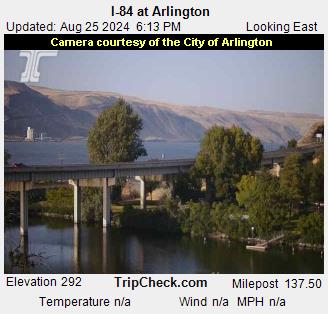 I-84 at Arlington
Updated: Aug 25 2024 6:13 PM Looking East
Camera courtesy of the City of Arlington
Elevation 292 TripCheck.com Milepost 137.50
Temperature n/a Wind n/a MPH n/a